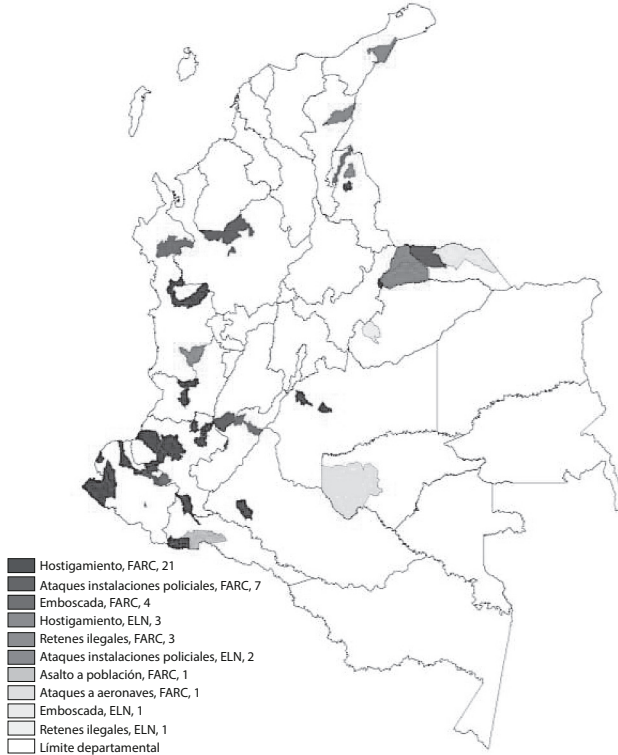 Hostigamiento, FARC, 21
Ataques instalaciones policiales, FARC, 7
Emboscada, FARC, 4
Hostigamiento, ELN, 3
Retenes ilegales, FARC, 3
Ataques instalaciones policiales, ELN, 2
Asalto a población, FARC, 1
Ataques a aeronaves, FARC, 1
Emboscada, ELN, 1
Retenes ilegales, ELN, 1
Límite departamental